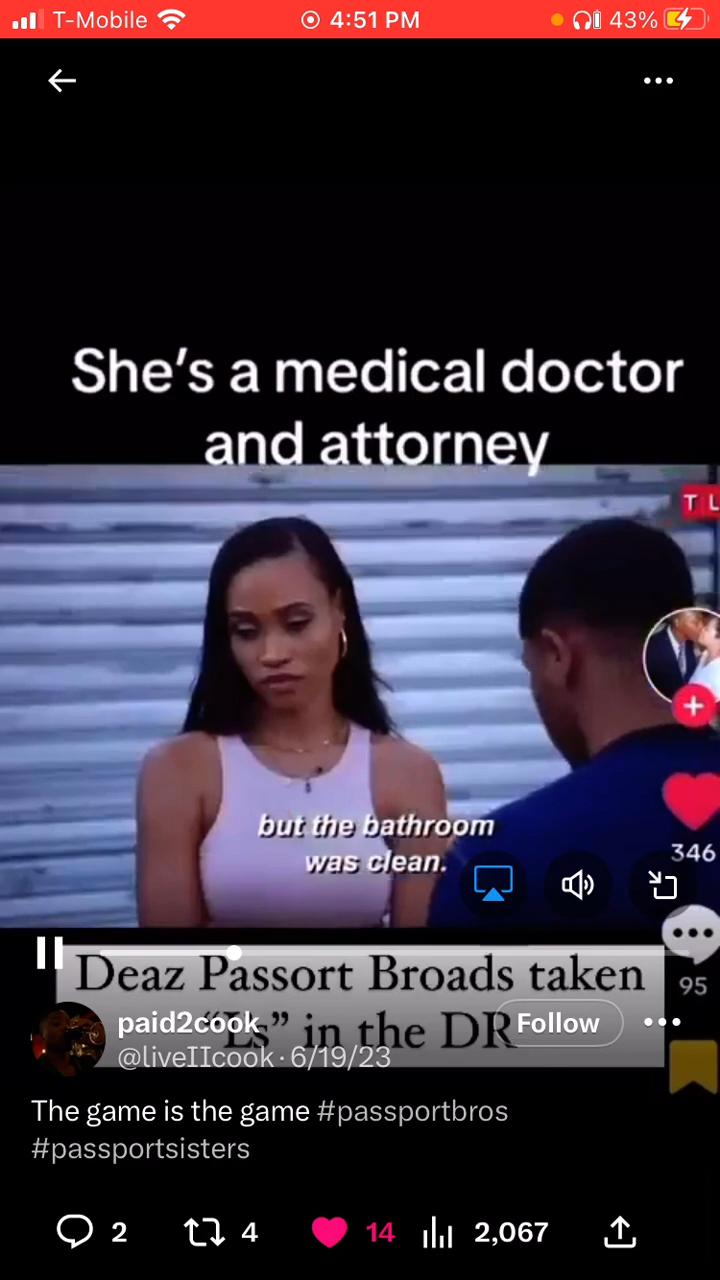 T-Mobile
4:51 PM
43%
She's a medical doctor
and attorney
T L
but the bathroom
was clean.
346
95
Deaz Passort Broads taken
"Ls" in the DR
paid2cook
Follow
@liveIIcook · 6/19/23
The game is the game #passportbros
#passportsisters
2
4
14
2,067